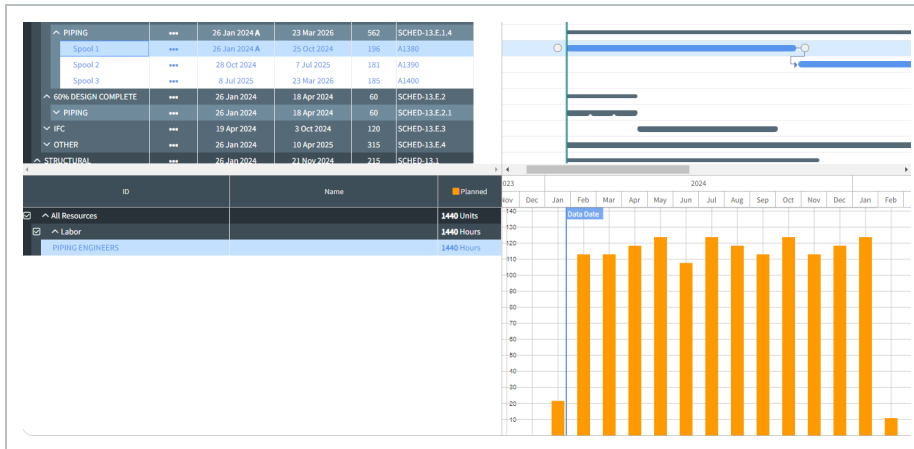 PIPING ••• 26 Jan 2024 A 23 Mar 2026 562 SCHED-13.E.1.4
Spool 1 ••• 26 Jan 2024 A 25 Oct 2024 196 A1380
Spool 2 ••• 28 Oct 2024 7 Jul 2025 181 A1390
Spool 3 ••• 8 Jul 2025 23 Mar 2026 185 A1400
60% DESIGN COMPLETE ••• 26 Jan 2024 18 Apr 2024 60 SCHED-13.E.2
PIPING ••• 26 Jan 2024 18 Apr 2024 60 SCHED-13.E.2.1
IFC ••• 19 Apr 2024 3 Oct 2024 120 SCHED-13.E.3
OTHER ••• 26 Jan 2024 10 Apr 2025 315 SCHED-13.E.4
STRUCTURAL ••• 26 Jan 2024 21 Nov 2024 215 SCHED-13.1
ID Name Planned
2024
Dec Jan Feb Mar Apr May Jun Jul Aug Sep Oct Nov Dec Jan Feb
All Resources 1440 Units
Labor 1440 Hours
PIPING ENGINEERS 1440 Hours
Data Date
140
130
120
110
100
90
80
70
60
50
40
30
20
10